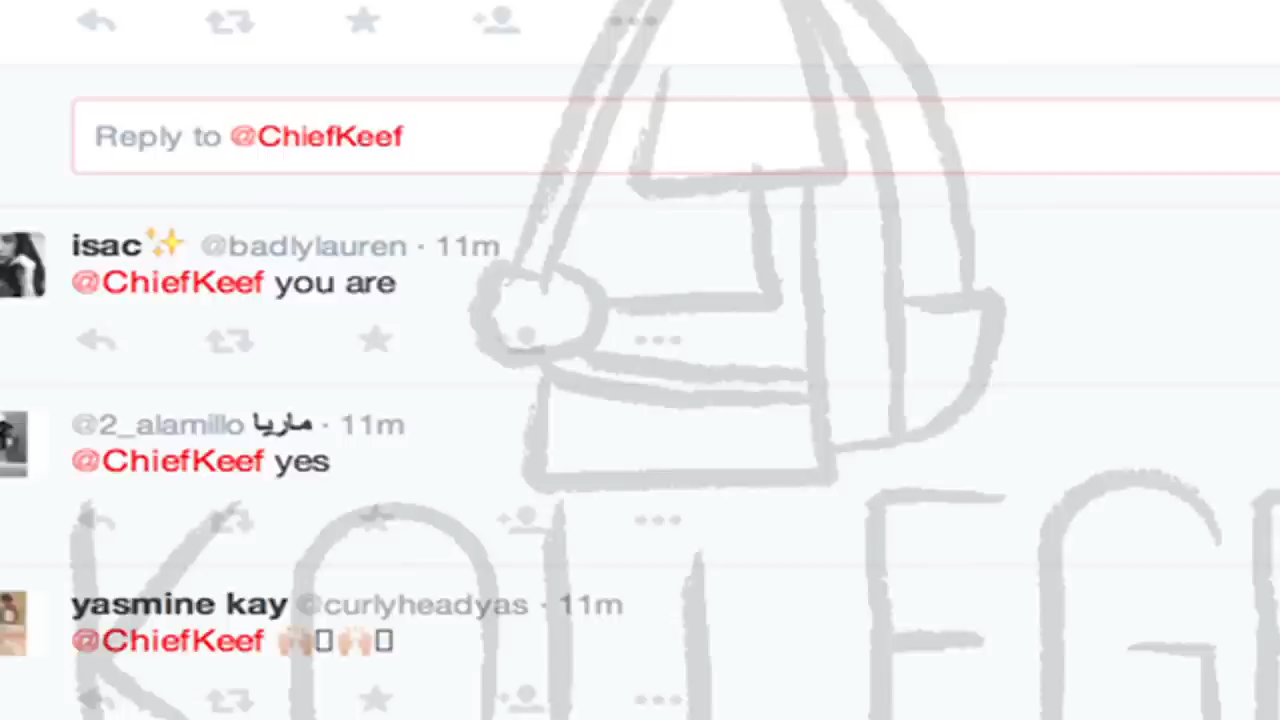 Reply to @ChiefKeef
isac✨ @badlylauren · 11m
@ChiefKeef you are
@2_alamillo ماريا · 11m
@ChiefKeef yes
yasmine kay @curlyheadyas · 11m
@ChiefKeef 🙌🏼▯🙌🏼▯